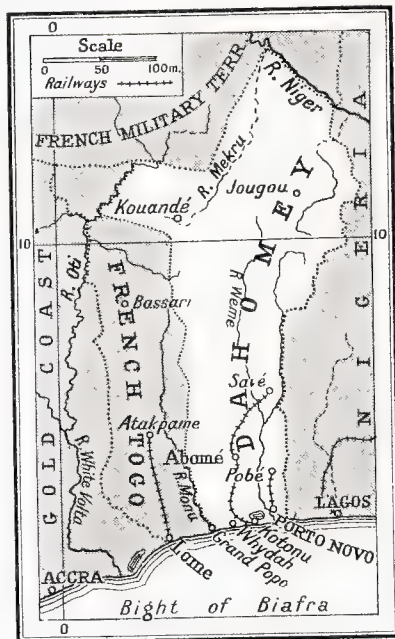 0
Scale
0 50 100m.
Railways
FRENCH MILITARY TERR.
R. Niger
R. Mekru
Jougou
Kouandé
10
10
GOLD COAST
R. Oti
FRENCH TOGO
Bassari
DAHOMEY
R. Weme
NIGERIA
Savé
Atakpame
Abomé
Pobé
R. White Volta
R. Monu
LAGOS
PORTO NOVO
Kotonu
Whydah
Grand Popo
Lome
ACCRA
Bight of Biafra
0